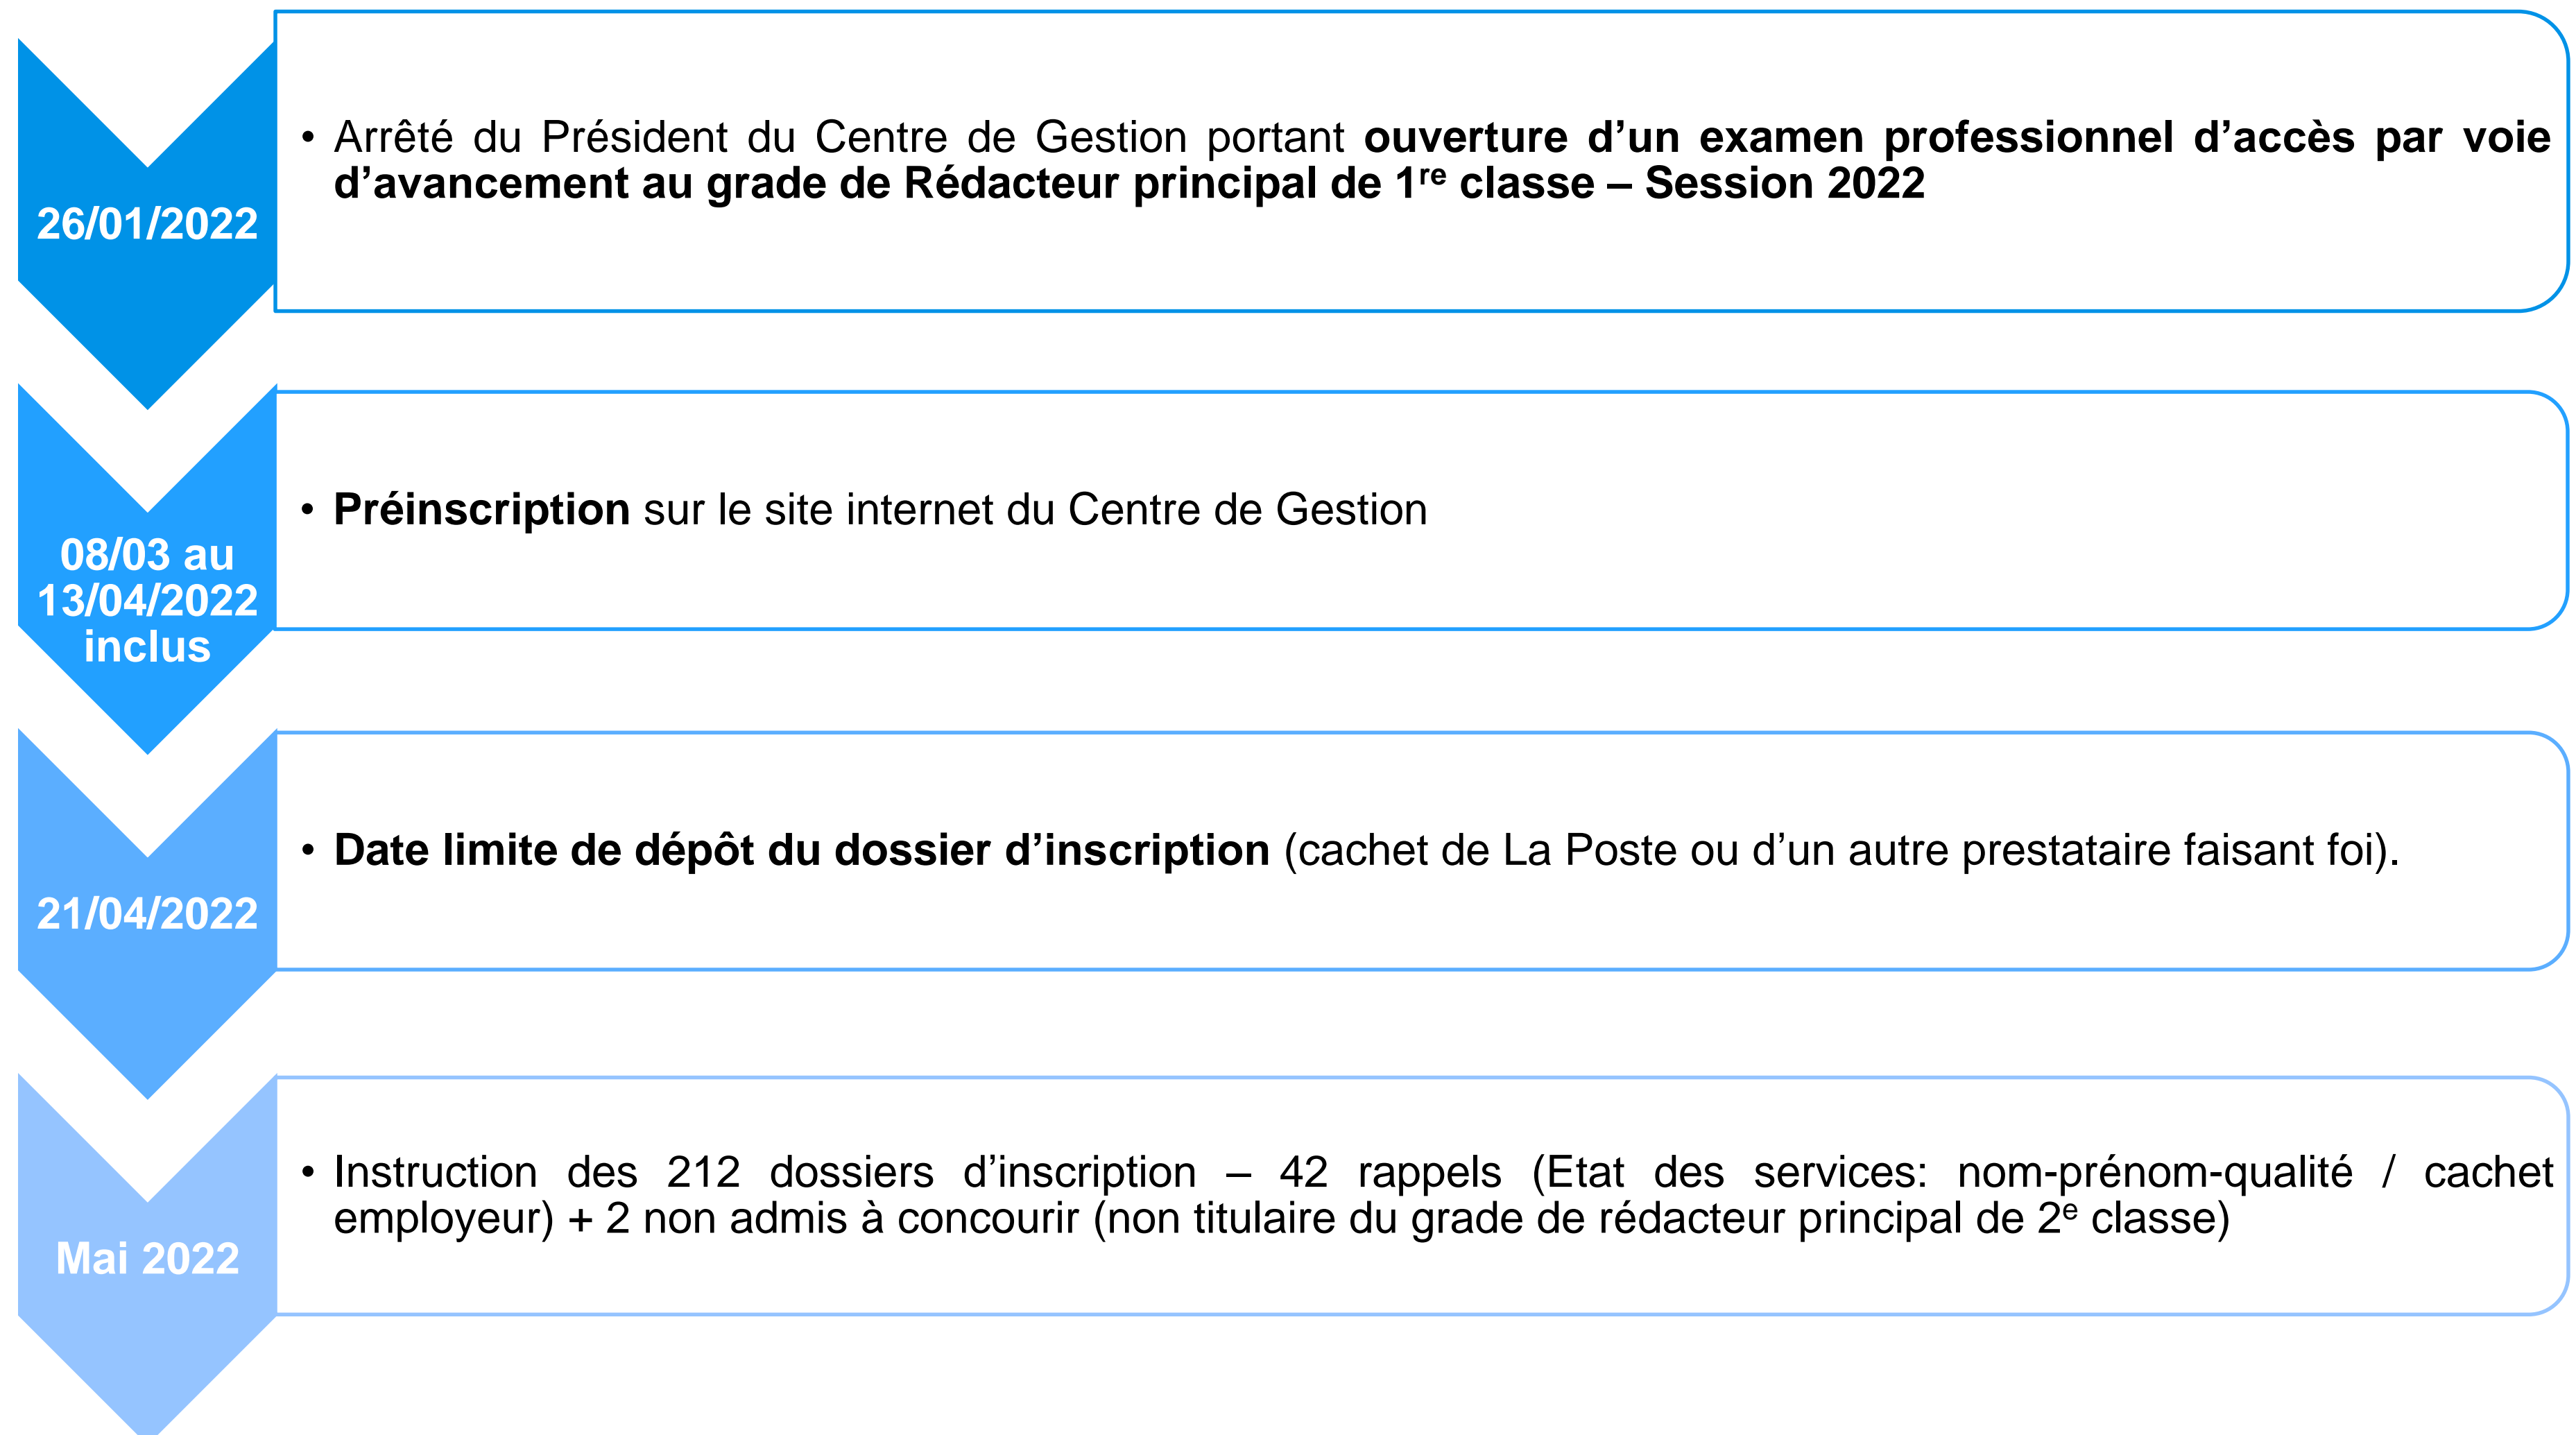 26/01/2022
• Arrêté du Président du Centre de Gestion portant ouverture d’un examen professionnel d’accès par voie
d’avancement au grade de Rédacteur principal de 1re classe – Session 2022
08/03 au
13/04/2022
inclus
• Préinscription sur le site internet du Centre de Gestion
21/04/2022
• Date limite de dépôt du dossier d’inscription (cachet de La Poste ou d’un autre prestataire faisant foi).
Mai 2022
• Instruction des 212 dossiers d’inscription – 42 rappels (Etat des services: nom-prénom-qualité / cachet
employeur) + 2 non admis à concourir (non titulaire du grade de rédacteur principal de 2e classe)